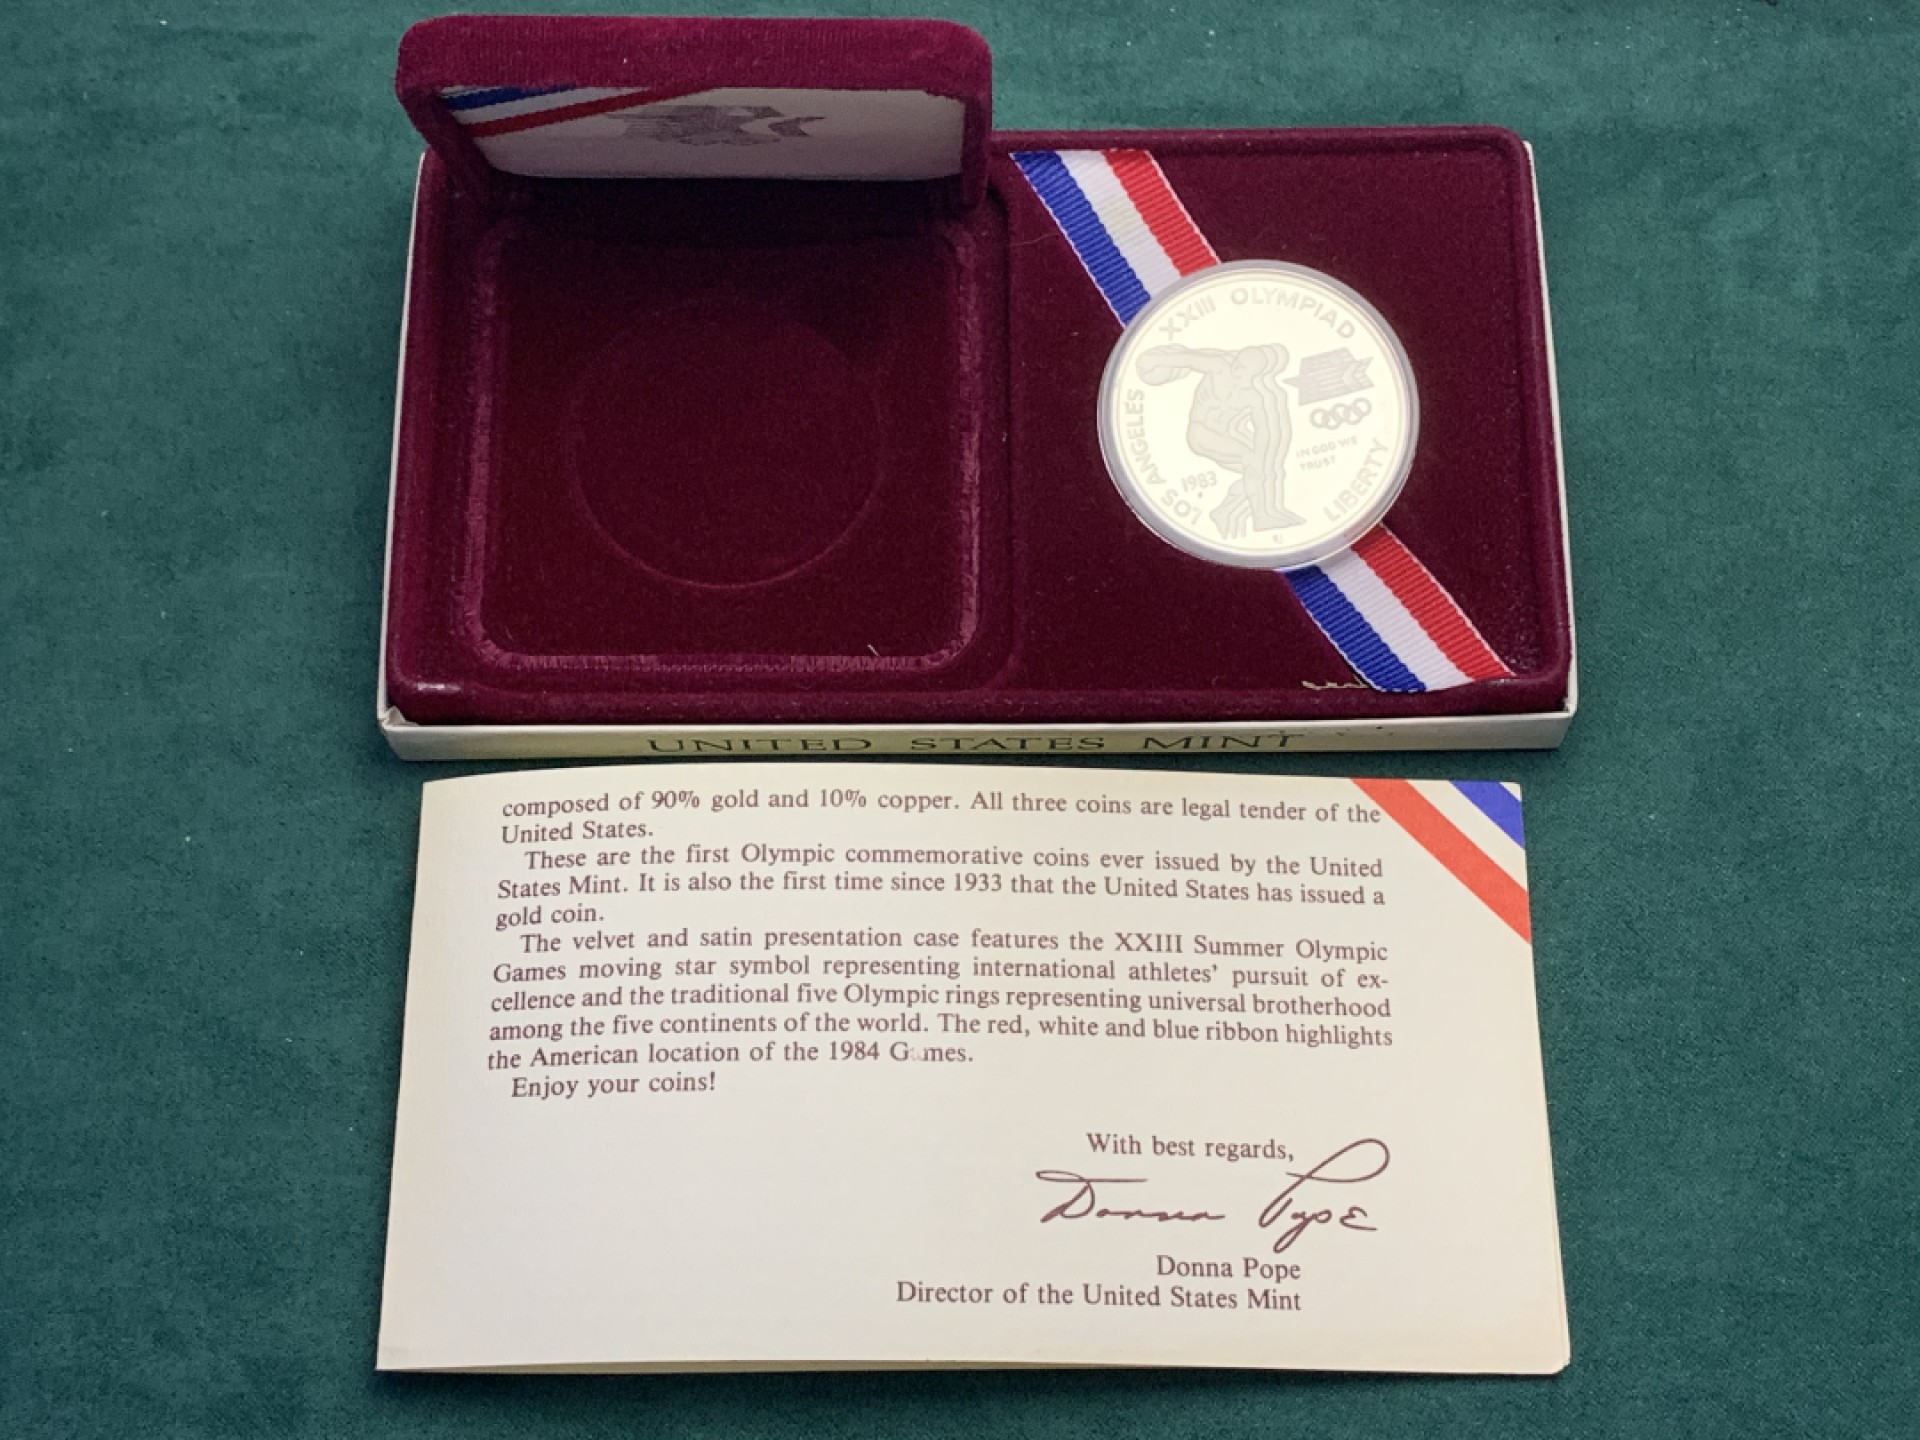 XXIII OLYMPIAD
LOS ANGELES
1983
IN GOD WE
TRUST
LIBERTY
UNITED STATES MINT
composed of 90% gold and 10% copper. All three coins are legal tender of the
United States.
These are the first Olympic commemorative coins ever issued by the United
States Mint. It is also the first time since 1933 that the United States has issued a
gold coin.
The velvet and satin presentation case features the XXIII Summer Olympic
Games moving star symbol representing international athletes' pursuit of ex-
cellence and the traditional five Olympic rings representing universal brotherhood
among the five continents of the world. The red, white and blue ribbon highlights
the American location of the 1984 Games.
Enjoy your coins!
With best regards,
Donna Pope
Donna Pope
Director of the United States Mint